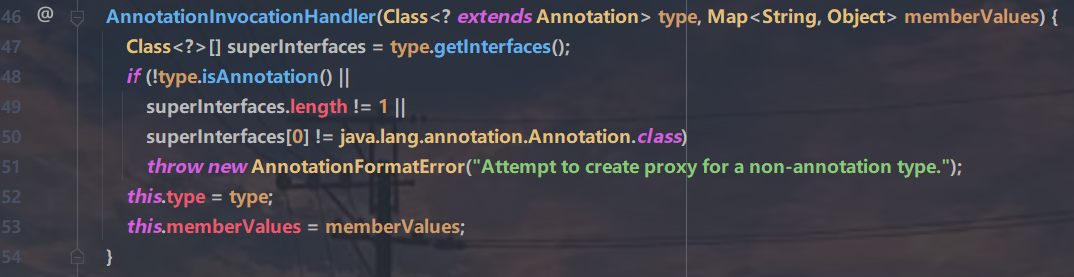 46 @ AnnotationInvocationHandler(Class<? extends Annotation> type, Map<String, Object> memberValues) {
47 Class<?>[] superInterfaces = type.getInterfaces();
48 if (!type.isAnnotation() ||
49 superInterfaces.length != 1 ||
50 superInterfaces[0] != java.lang.annotation.Annotation.class)
51 throw new AnnotationFormatError("Attempt to create proxy for a non-annotation type.");
52 this.type = type;
53 this.memberValues = memberValues;
54 }